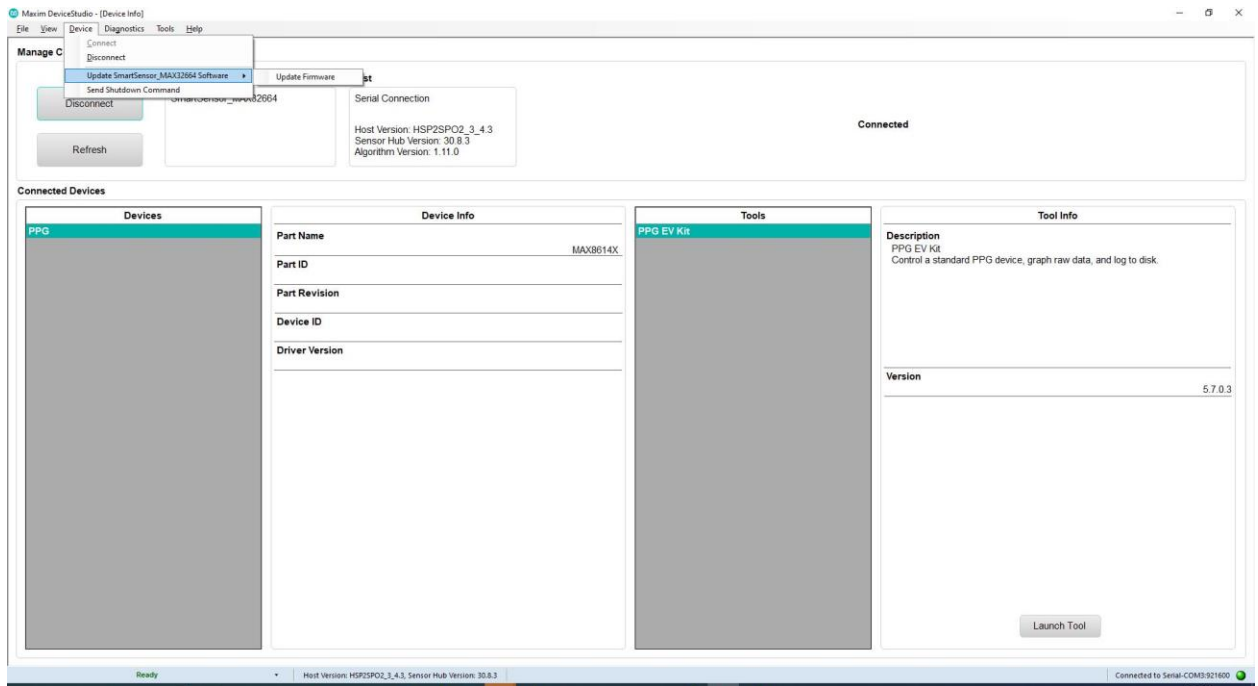 Maxim DeviceStudio - [Device Info]
File View Device Diagnostics Tools Help
Connect
Disconnect
Update SmartSensor_MAX32664 Software
Update Firmware
Send Shutdown Command
Manage C
st
Disconnect
Refresh
SmartSensor_MAX32664
Serial Connection
Host Version: HSP2SPO2_3_4.3
Sensor Hub Version: 30.8.3
Algorithm Version: 1.11.0
Connected
Connected Devices
Devices
PPG
Device Info
Part Name
MAX8614X
Part ID
Part Revision
Device ID
Driver Version
Tools
PPG EV Kit
Tool Info
Description
PPG EV Kit
Control a standard PPG device, graph raw data, and log to disk.
Version
5.7.0.3
Launch Tool
Ready
Host Version: HSP2SPO2_3_4.3, Sensor Hub Version: 30.8.3
Connected to Serial-COM3:921600